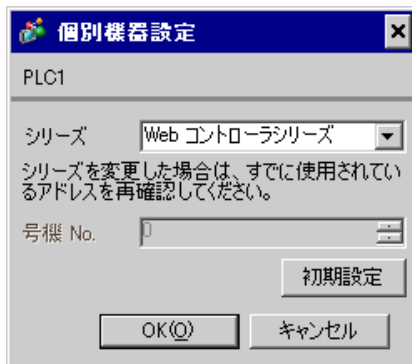 個別機器設定
PLC1
シリーズ Web コントローラシリーズ
シリーズを変更した場合は、すでに使用されてい
るアドレスを再確認してください。
号機 No. 0
初期設定
OK(O) キャンセル